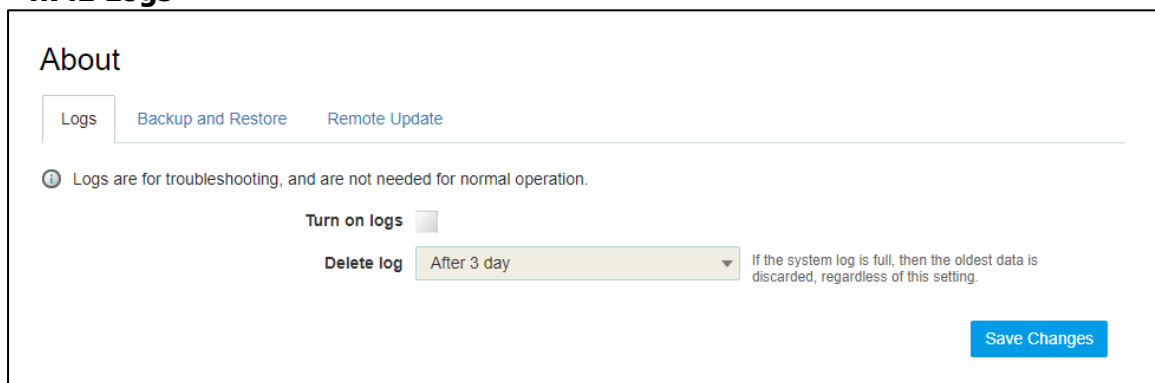 Logs
About
Logs Backup and Restore Remote Update
Logs are for troubleshooting, and are not needed for normal operation.
Turn on logs
Delete log After 3 day If the system log is full, then the oldest data is
discarded, regardless of this setting.
Save Changes